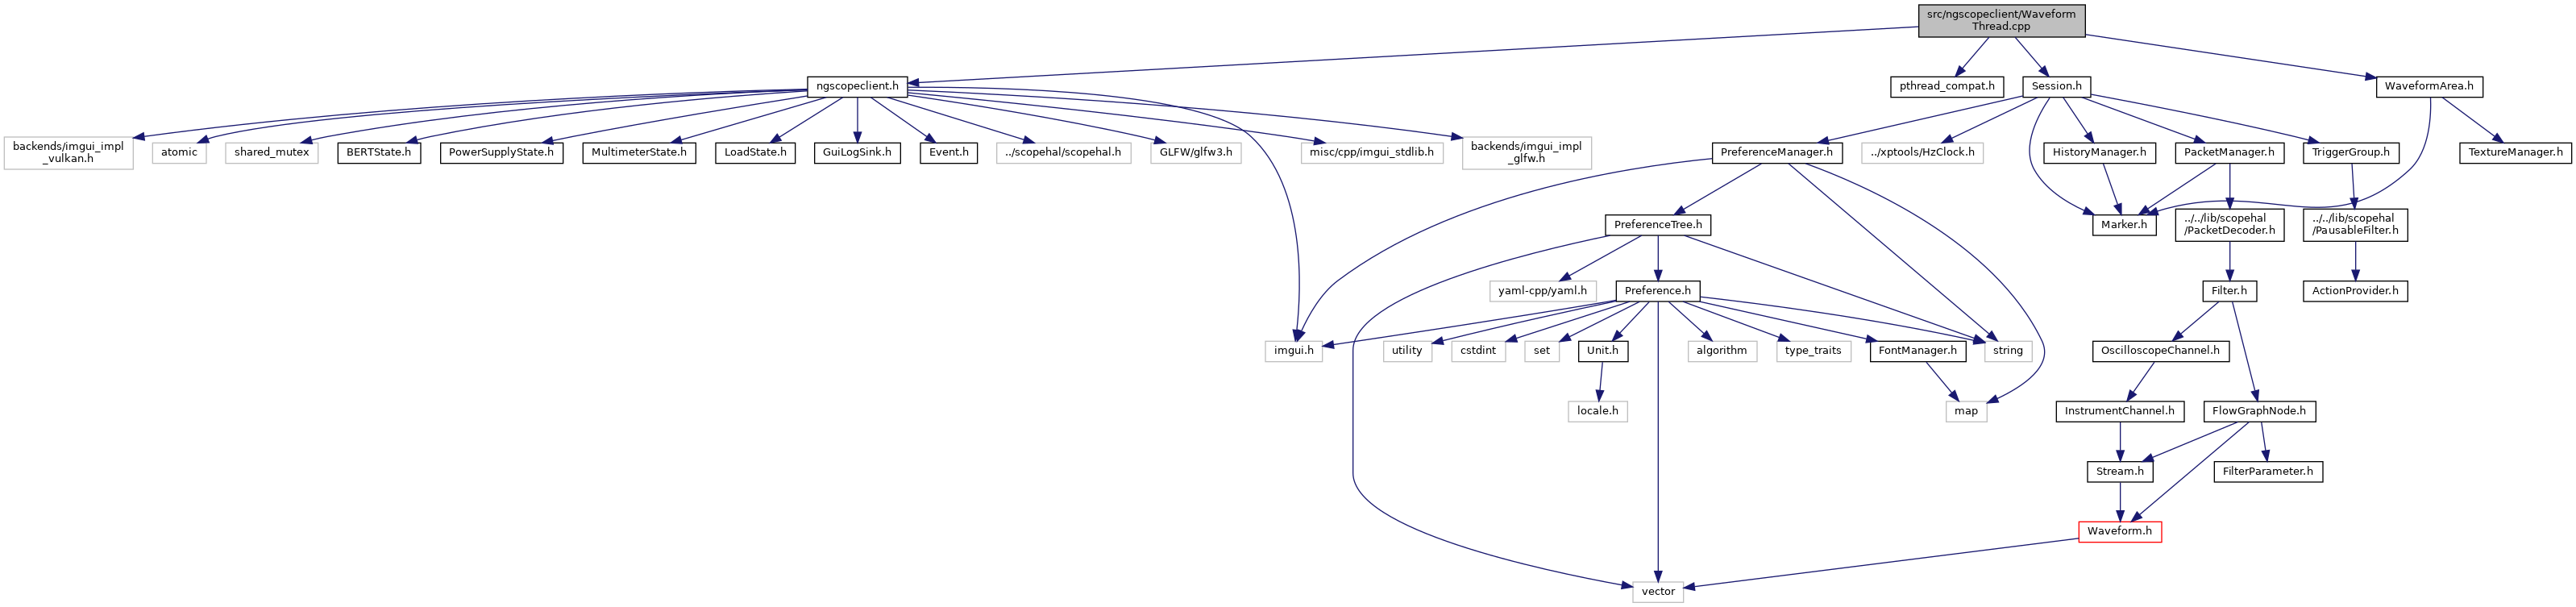 src/ngscopeclient/Waveform
Thread.cpp
ngscopeclient.h
pthread_compat.h
Session.h
WaveformArea.h
backends/imgui_impl
_vulkan.h
atomic
shared_mutex
BERTState.h
PowerSupplyState.h
MultimeterState.h
LoadState.h
GuiLogSink.h
Event.h
../scopehal/scopehal.h
GLFW/glfw3.h
misc/cpp/imgui_stdlib.h
backends/imgui_impl
_glfw.h
PreferenceManager.h
../xptools/HzClock.h
HistoryManager.h
PacketManager.h
TriggerGroup.h
TextureManager.h
PreferenceTree.h
Marker.h
../../lib/scopehal
/PacketDecoder.h
../../lib/scopehal
/PausableFilter.h
yaml-cpp/yaml.h
Preference.h
Filter.h
ActionProvider.h
imgui.h
utility
cstdint
set
Unit.h
algorithm
type_traits
FontManager.h
string
OscilloscopeChannel.h
locale.h
map
InstrumentChannel.h
FlowGraphNode.h
Stream.h
FilterParameter.h
Waveform.h
vector